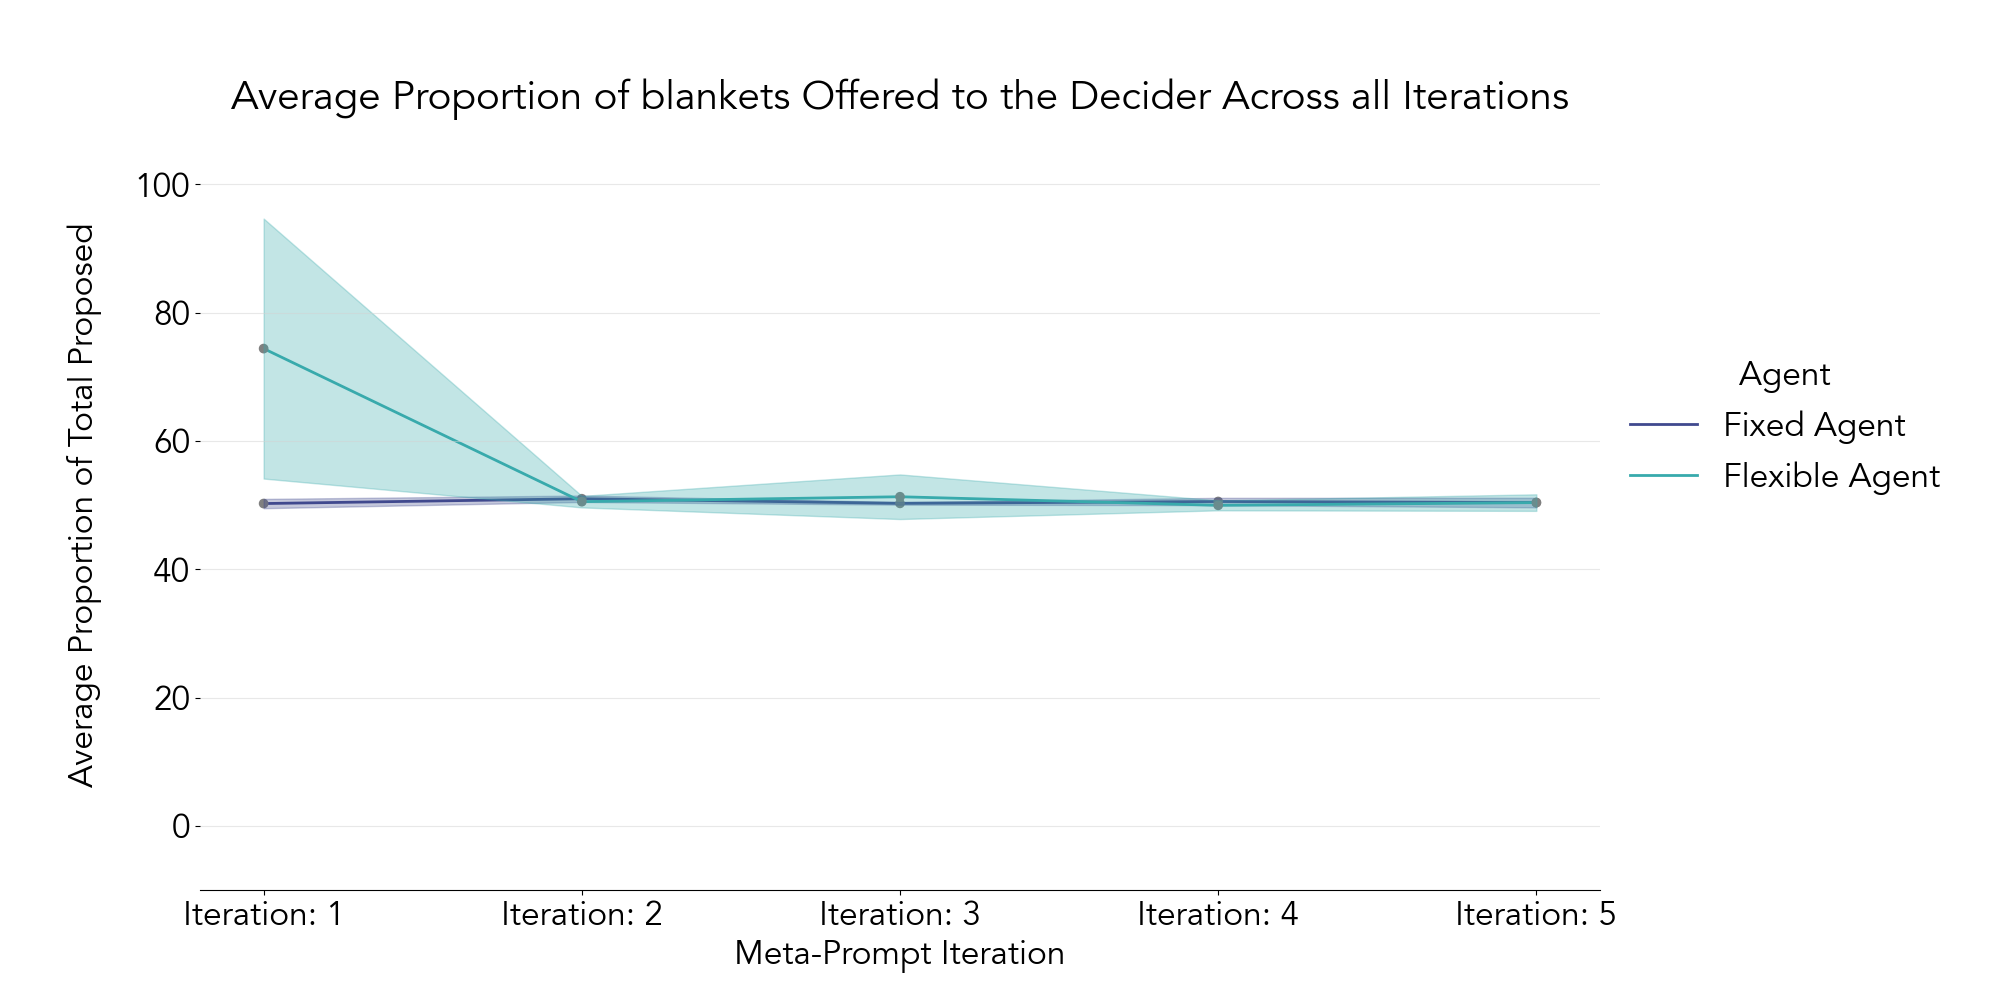 Average Proportion of blankets Offered to the Decider Across all Iterations
Average Proportion of Total Proposed
100
80
60
40
20
0
Iteration: 1
Iteration: 2
Iteration: 3
Iteration: 4
Iteration: 5
Meta-Prompt Iteration
Agent
Fixed Agent
Flexible Agent